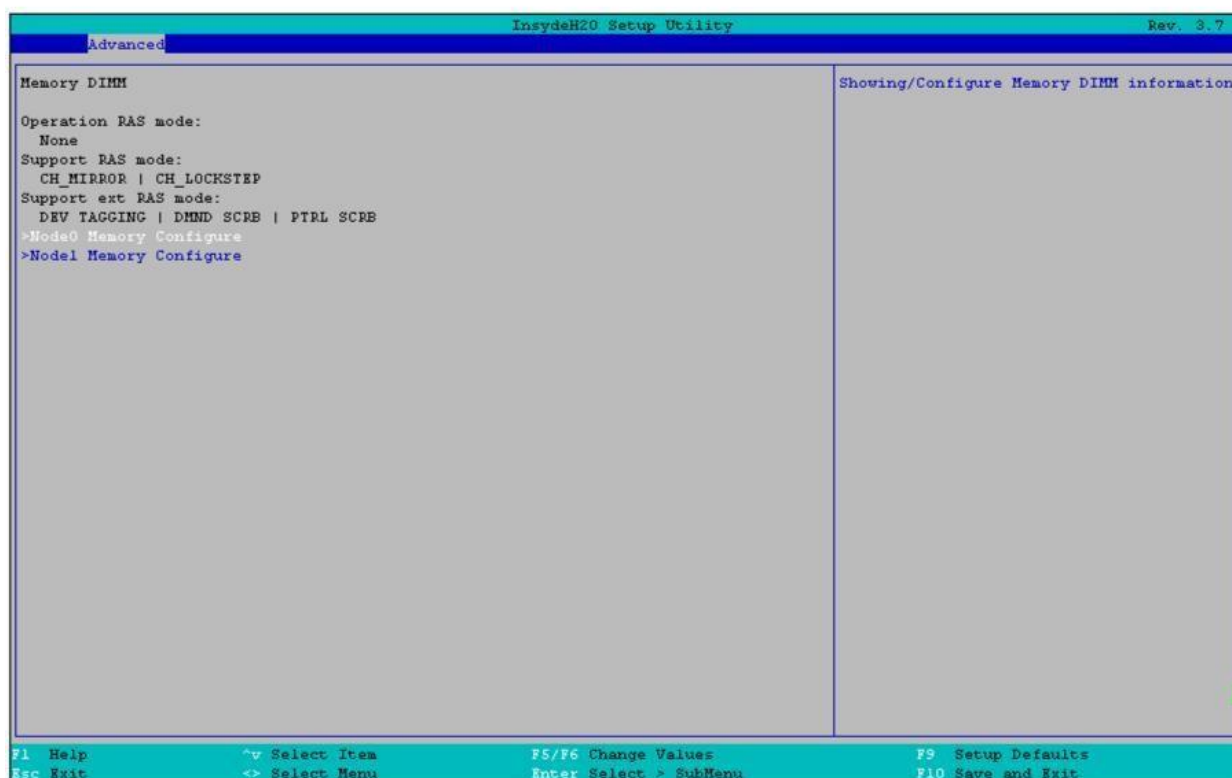 InsydeH20 Setup Utility Rev. 3.7
Advanced
Memory DIMM
Showing/Configure Memory DIMM information
Operation RAS mode:
None
Support RAS mode:
CH_MIRROR | CH_LOCKSTEP
Support ext RAS mode:
DEV TAGGING | DMND SCRB | PTRL SCRB
>Node0 Memory Configure
>Node1 Memory Configure
F1 Help ^v Select Item F5/F6 Change Values F9 Setup Defaults
Esc Exit <> Select Menu Enter Select > SubMenu F10 Save and Exit